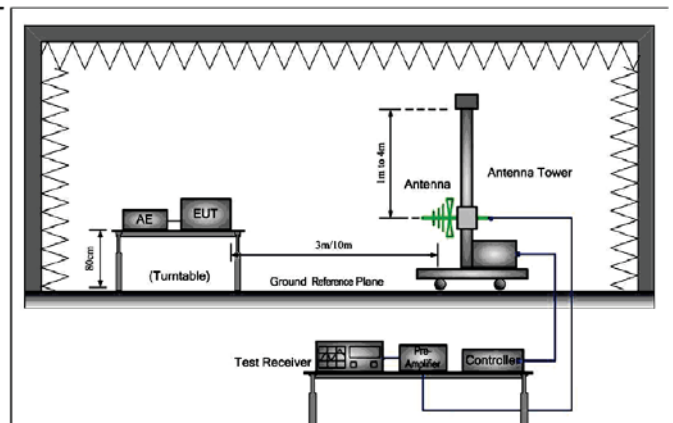 1m to 4m
Antenna
Antenna Tower
AE
EUT
80cm
(Turntable)
3m/10m
Ground Reference Plane
Test Receiver
Pre-
Amplifier
Controller